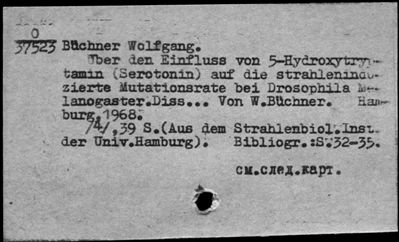 0
37523 Büchner Wolfgang.
Über den Einfluss von 5-Hydroxytryp-
tamin (Serotonin) auf die strahlenindu-
zierte Mutationsrate bei Drosophila Me-
lanogaster.Diss... Von W.Büchner. Ham-
burg,1968.
/4/,39 S.(Aus dem Strahlenbiol.Inst.
der Univ.Hamburg). Bibliogr.:S.32-35.
см.след.карт.